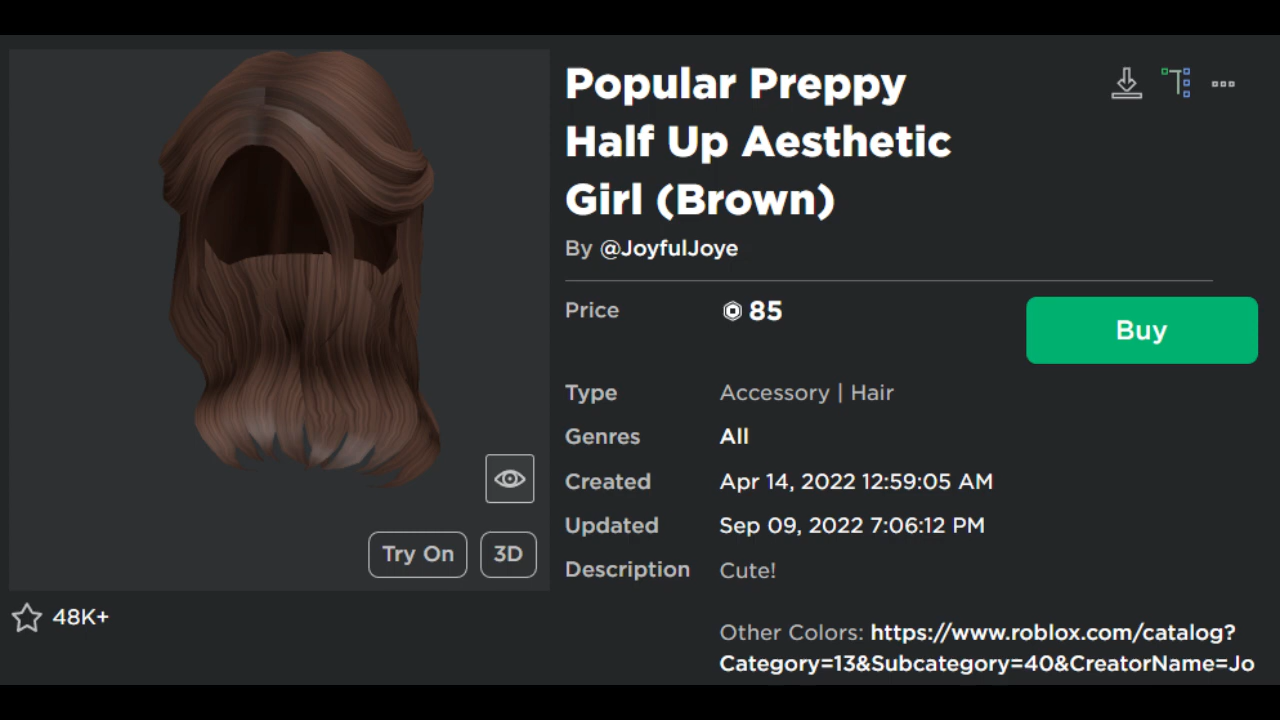 Popular Preppy
Half Up Aesthetic
Girl (Brown)
By @JoyfulJoye
Price 85
Buy
Type Accessory | Hair
Genres All
Created Apr 14, 2022 12:59:05 AM
Updated Sep 09, 2022 7:06:12 PM
Description Cute!
Try On 3D
48K+
Other Colors: https://www.roblox.com/catalog?
Category=13&Subcategory=40&CreatorName=Jo